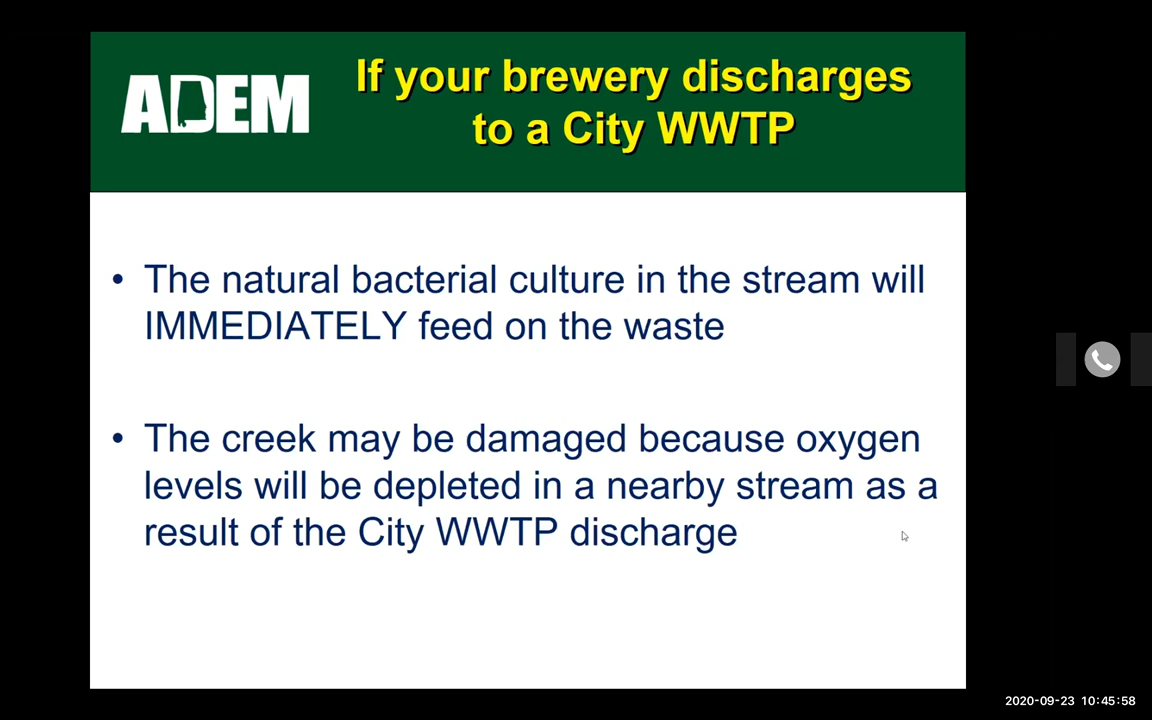 ADEM
If your brewery discharges
to a City WWTP
• The natural bacterial culture in the stream will
IMMEDIATELY feed on the waste
• The creek may be damaged because oxygen
levels will be depleted in a nearby stream as a
result of the City WWTP discharge
2020-09-23 10:45:58